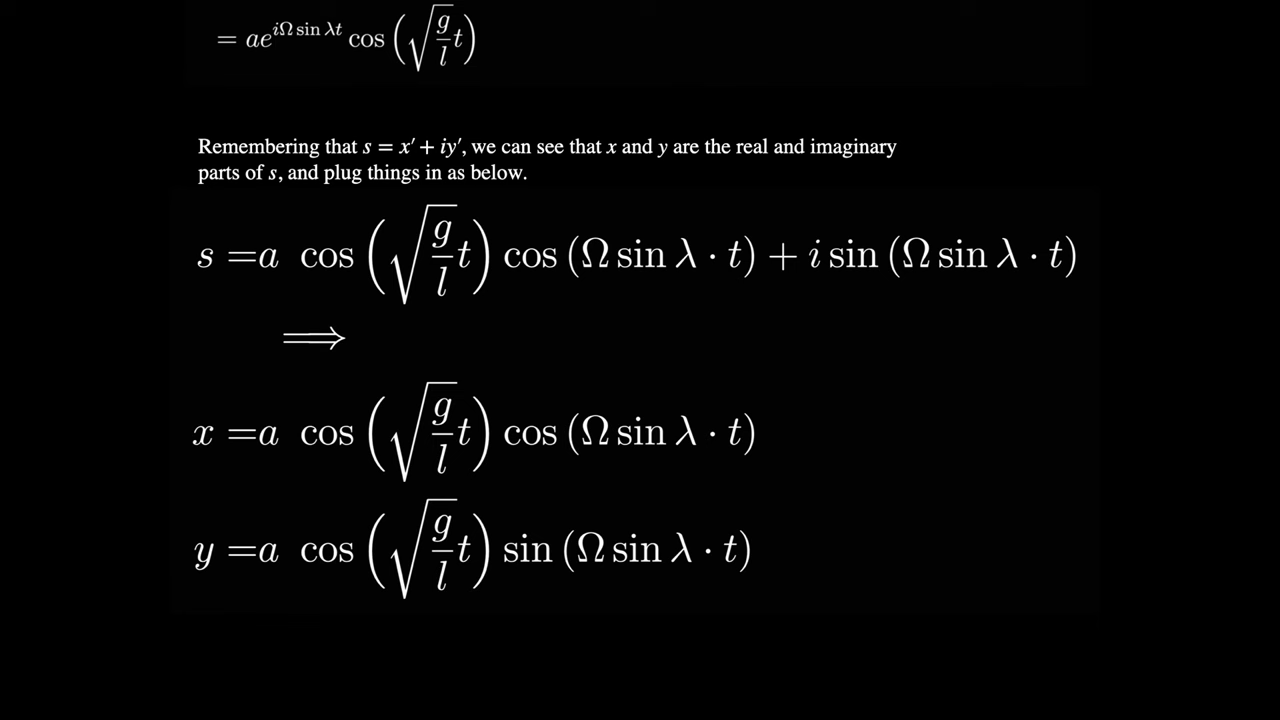 = ae^{iΩ sin λt} cos(√(g/l) t)
Remembering that s = x′ + iy′, we can see that x and y are the real and imaginary
parts of s, and plug things in as below.
s =a cos(√(g/l) t) cos (Ω sin λ · t) + i sin (Ω sin λ · t)
⟹
x =a cos(√(g/l) t) cos (Ω sin λ · t)
y =a cos(√(g/l) t) sin (Ω sin λ · t)